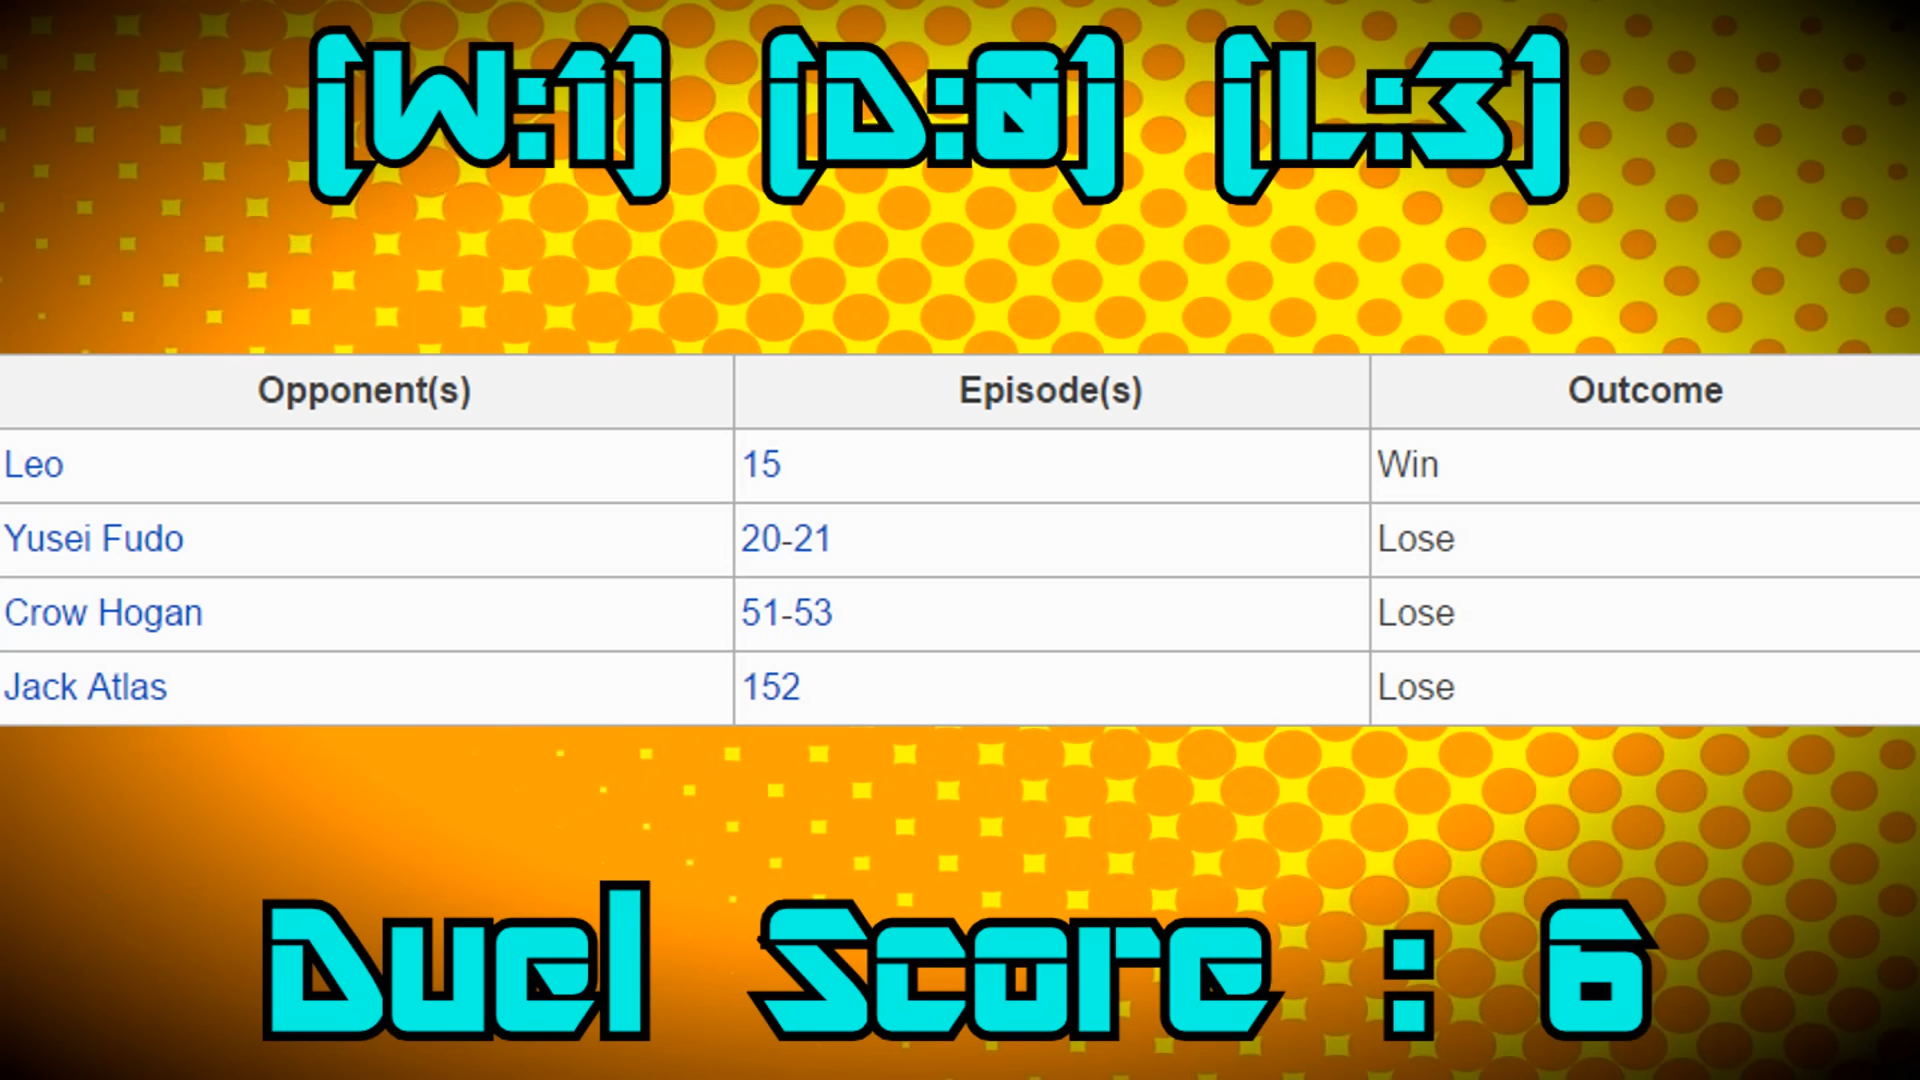 [W:1] [D:0] [L:3]
Opponent(s) Episode(s) Outcome
Leo 15 Win
Yusei Fudo 20-21 Lose
Crow Hogan 51-53 Lose
Jack Atlas 152 Lose
Duel Score : 6